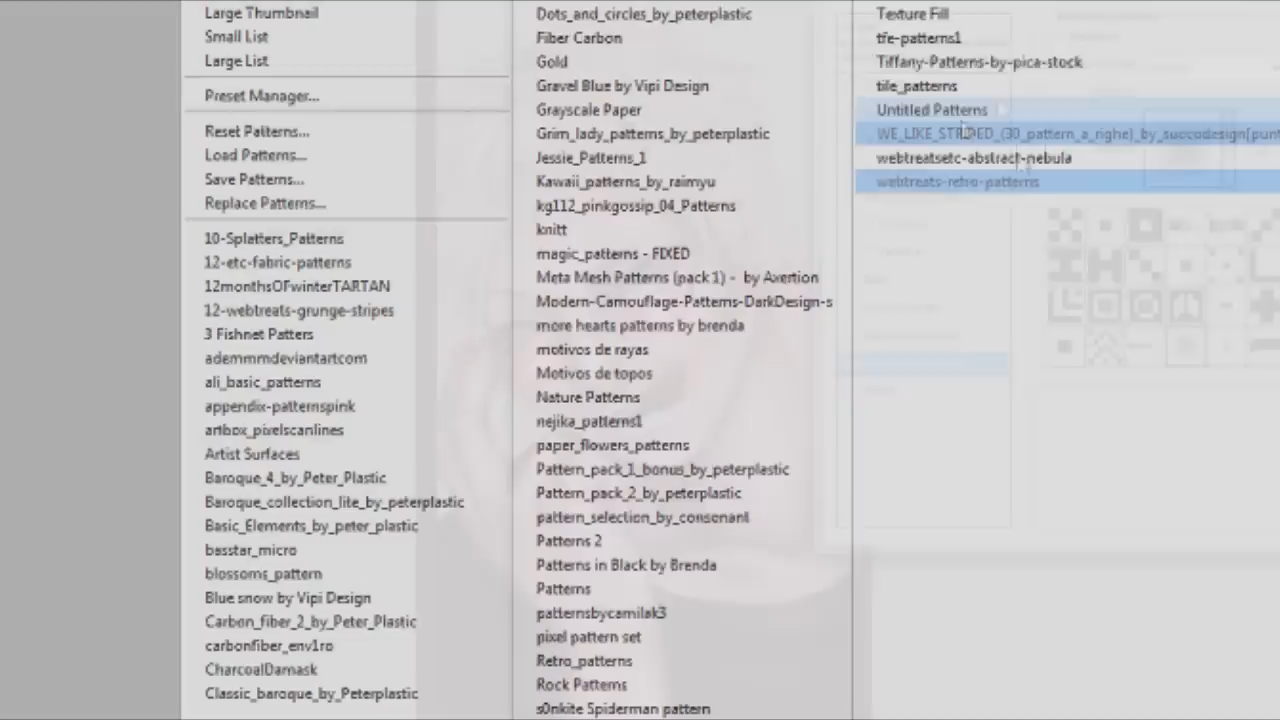 Large Thumbnail
Small List
Large List
Preset Manager...
Reset Patterns...
Load Patterns...
Save Patterns...
Replace Patterns...
10-Splatters_Patterns
12-etc-fabric-patterns
12monthsOFwinterTARTAN
12-webtreats-grunge-stripes
3 Fishnet Patters
ademmmdeviantartcom
ali_basic_patterns
appendix-patternspink
artbox_pixelscanlines
Artist Surfaces
Baroque_4_by_Peter_Plastic
Baroque_collection_lite_by_peterplastic
Basic_Elements_by_peter_plastic
basstar_micro
blossoms_pattern
Blue snow by Vipi Design
Carbon_fiber_2_by_Peter_Plastic
carbonfiber_env1ro
CharcoalDamask
Classic_baroque_by_Peterplastic
Dots_and_circles_by_peterplastic
Fiber Carbon
Gold
Gravel Blue by Vipi Design
Grayscale Paper
Grim_lady_patterns_by_peterplastic
Jessie_Patterns_1
Kawaii_patterns_by_raimyu
kg112_pinkgossip_04_Patterns
knitt
magic_patterns - FIXED
Meta Mesh Patterns (pack 1) - by Axertion
Modern-Camouflage-Patterns-DarkDesign-s
more hearts patterns by brenda
motivos de rayas
Motivos de topos
Nature Patterns
nejika_patterns1
paper_flowers_patterns
Pattern_pack_1_bonus_by_peterplastic
Pattern_pack_2_by_peterplastic
pattern_selection_by_consonant
Patterns 2
Patterns in Black by Brenda
Patterns
patternsbycamilak3
pixel pattern set
Retro_patterns
Rock Patterns
s0nkite Spiderman pattern
Texture Fill
tfe-patterns1
Tiffany-Patterns-by-pica-stock
tile_patterns
Untitled Patterns
WE_LIKE_STRIPED_(30_pattern_a_righe)_by_succodesign[punt
webtreatsetc-abstract-nebula
webtreats-retro-patterns